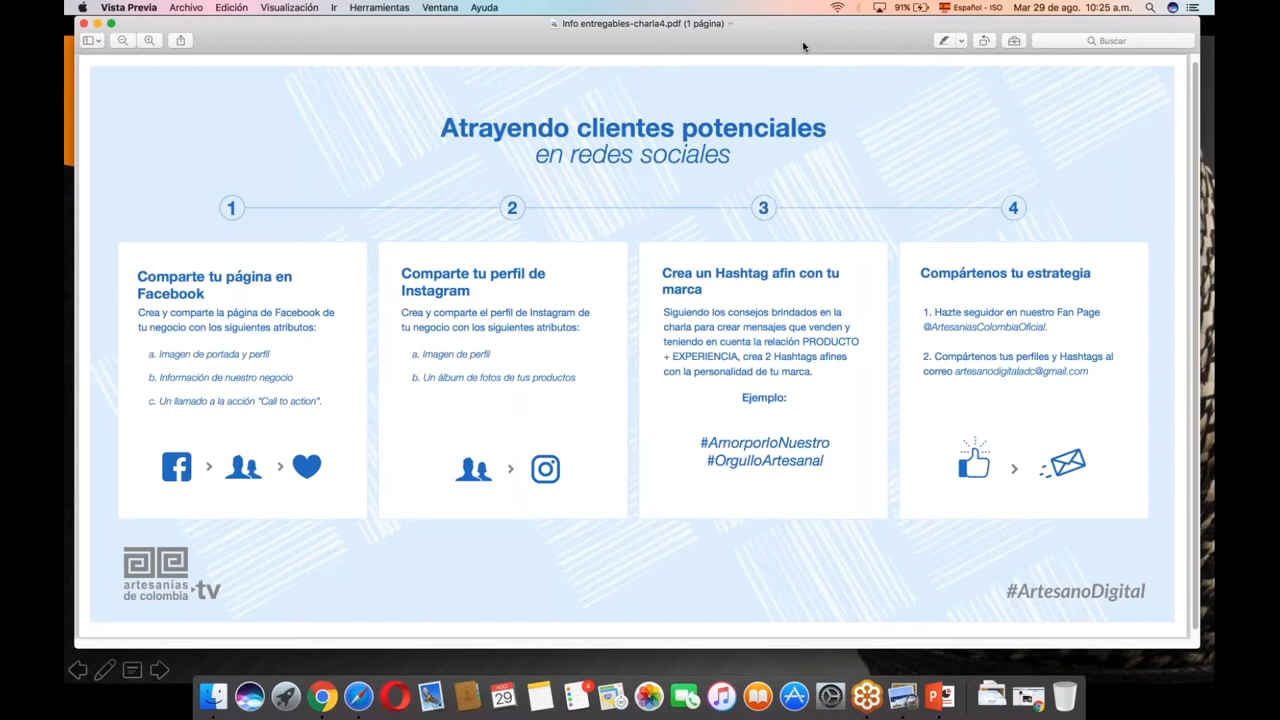 Vista Previa Archivo Edición Visualización Ir Herramientas Ventana Ayuda 91% Español - ISO Mar 29 de ago. 10:25 a.m.
Info entregables-charla4.pdf (1 página)
Buscar
Atrayendo clientes potenciales
en redes sociales
1 2 3 4
Comparte tu página en
Facebook
Crea y comparte la página de Facebook de
tu negocio con los siguientes atributos:
a. Imagen de portada y perfil
b. Información de nuestro negocio
c. Un llamado a la acción “Call to action”.
Comparte tu perfil de
Instagram
Crea y comparte el perfil de Instagram de
tu negocio con los siguientes atributos:
a. Imagen de perfil
b. Un álbum de fotos de tus productos
Crea un Hashtag afin con tu
marca
Siguiendo los consejos brindados en la
charla para crear mensajes que venden y
teniendo en cuenta la relación PRODUCTO
+ EXPERIENCIA, crea 2 Hashtags afines
con la personalidad de tu marca.
Ejemplo:
#AmorporloNuestro
#OrgulloArtesanal
Compártenos tu estrategia
1. Hazte seguidor en nuestro Fan Page
@ArtesaniasColombiaOficial.
2. Compártenos tus perfiles y Hashtags al
correo artesanodigitaladc@gmail.com
artesanías
de colombia tv
#ArtesanoDigital
29
4